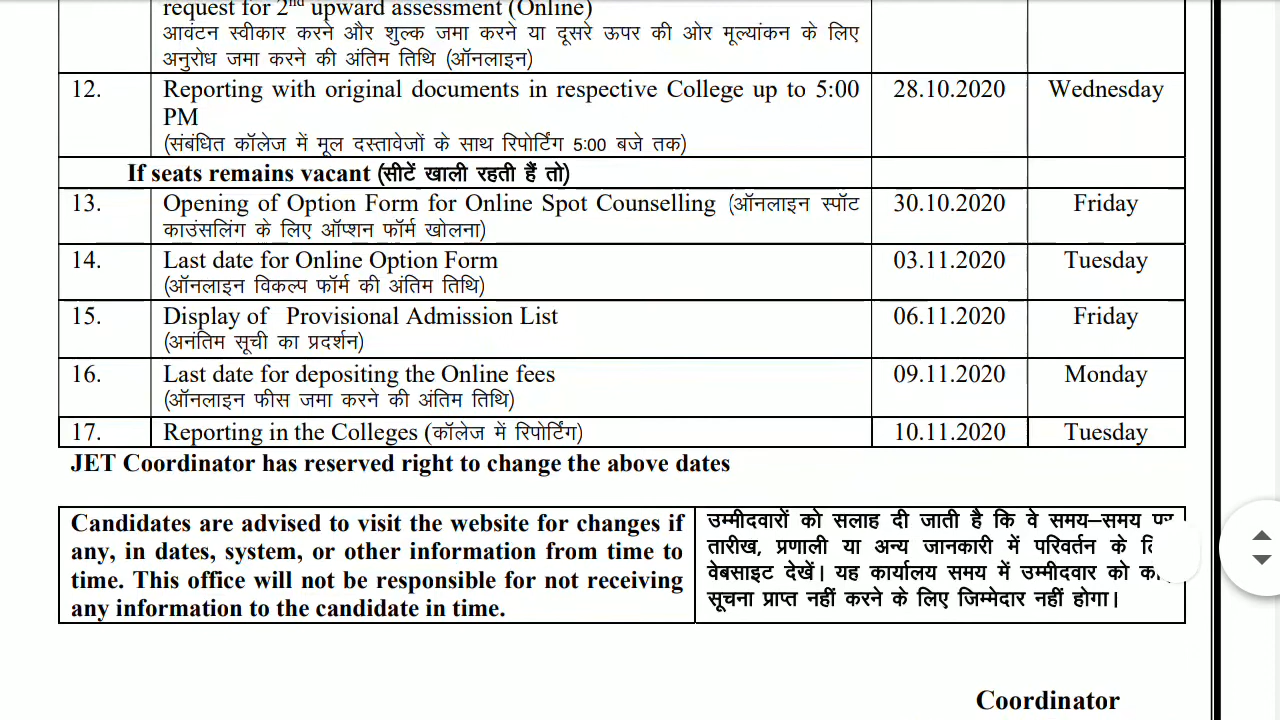 request for 2nd upward assessment (Online)
आवंटन स्वीकार करने और शुल्क जमा करने या दूसरे ऊपर की ओर मूल्यांकन के लिए
अनुरोध जमा करने की अंतिम तिथि (ऑनलाइन)
12. Reporting with original documents in respective College up to 5:00 28.10.2020 Wednesday
PM
(संबंधित कॉलेज में मूल दस्तावेजों के साथ रिपोर्टिंग 5:00 बजे तक)
If seats remains vacant (सीटें खाली रहती हैं तो)
13. Opening of Option Form for Online Spot Counselling (ऑनलाइन स्पॉट 30.10.2020 Friday
काउंसलिंग के लिए ऑप्शन फॉर्म खोलना)
14. Last date for Online Option Form 03.11.2020 Tuesday
(ऑनलाइन विकल्प फॉर्म की अंतिम तिथि)
15. Display of Provisional Admission List 06.11.2020 Friday
(अनंतिम सूची का प्रदर्शन)
16. Last date for depositing the Online fees 09.11.2020 Monday
(ऑनलाइन फीस जमा करने की अंतिम तिथि)
17. Reporting in the Colleges (कॉलेज में रिपोर्टिंग) 10.11.2020 Tuesday
JET Coordinator has reserved right to change the above dates
Candidates are advised to visit the website for changes if
any, in dates, system, or other information from time to
time. This office will not be responsible for not receiving
any information to the candidate in time.
उम्मीदवारों को सलाह दी जाती है कि वे समय–समय पर
तारीख, प्रणाली या अन्य जानकारी में परिवर्तन के
वेबसाइट देखें। यह कार्यालय समय में उम्मीदवार को
सूचना प्राप्त नहीं करने के लिए जिम्मेदार नहीं होगा।
Coordinator